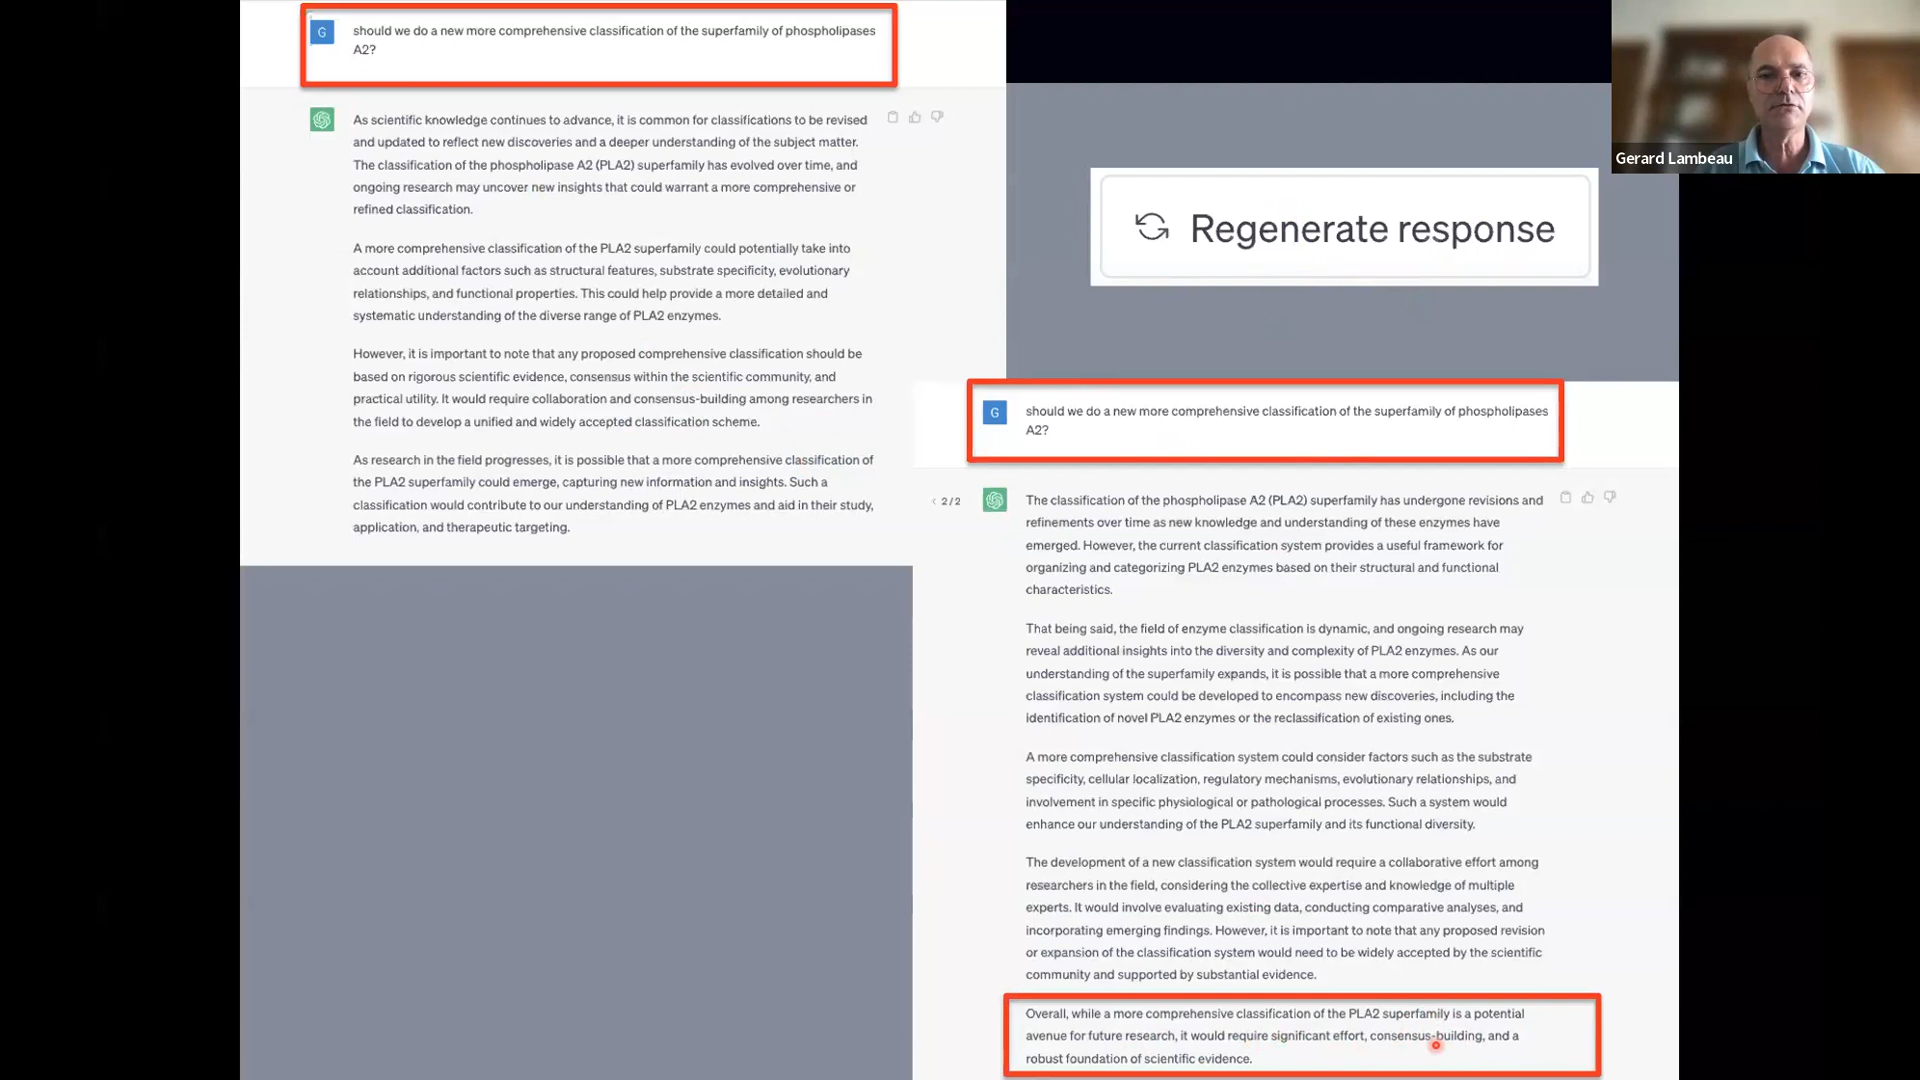 G
should we do a new more comprehensive classification of the superfamily of phospholipases
A2?
As scientific knowledge continues to advance, it is common for classifications to be revised
and updated to reflect new discoveries and a deeper understanding of the subject matter.
The classification of the phospholipase A2 (PLA2) superfamily has evolved over time, and
ongoing research may uncover new insights that could warrant a more comprehensive or
refined classification.
A more comprehensive classification of the PLA2 superfamily could potentially take into
account additional factors such as structural features, substrate specificity, evolutionary
relationships, and functional properties. This could help provide a more detailed and
systematic understanding of the diverse range of PLA2 enzymes.
However, it is important to note that any proposed comprehensive classification should be
based on rigorous scientific evidence, consensus within the scientific community, and
practical utility. It would require collaboration and consensus-building among researchers in
the field to develop a unified and widely accepted classification scheme.
As research in the field progresses, it is possible that a more comprehensive classification of
the PLA2 superfamily could emerge, capturing new information and insights. Such a
classification would contribute to our understanding of PLA2 enzymes and aid in their study,
application, and therapeutic targeting.
Gerard Lambeau
Regenerate response
G
should we do a new more comprehensive classification of the superfamily of phospholipases
A2?
< 2/2
The classification of the phospholipase A2 (PLA2) superfamily has undergone revisions and
refinements over time as new knowledge and understanding of these enzymes have
emerged. However, the current classification system provides a useful framework for
organizing and categorizing PLA2 enzymes based on their structural and functional
characteristics.
That being said, the field of enzyme classification is dynamic, and ongoing research may
reveal additional insights into the diversity and complexity of PLA2 enzymes. As our
understanding of the superfamily expands, it is possible that a more comprehensive
classification system could be developed to encompass new discoveries, including the
identification of novel PLA2 enzymes or the reclassification of existing ones.
A more comprehensive classification system could consider factors such as the substrate
specificity, cellular localization, regulatory mechanisms, evolutionary relationships, and
involvement in specific physiological or pathological processes. Such a system would
enhance our understanding of the PLA2 superfamily and its functional diversity.
The development of a new classification system would require a collaborative effort among
researchers in the field, considering the collective expertise and knowledge of multiple
experts. It would involve evaluating existing data, conducting comparative analyses, and
incorporating emerging findings. However, it is important to note that any proposed revision
or expansion of the classification system would need to be widely accepted by the scientific
community and supported by substantial evidence.
Overall, while a more comprehensive classification of the PLA2 superfamily is a potential
avenue for future research, it would require significant effort, consensus-building, and a
robust foundation of scientific evidence.